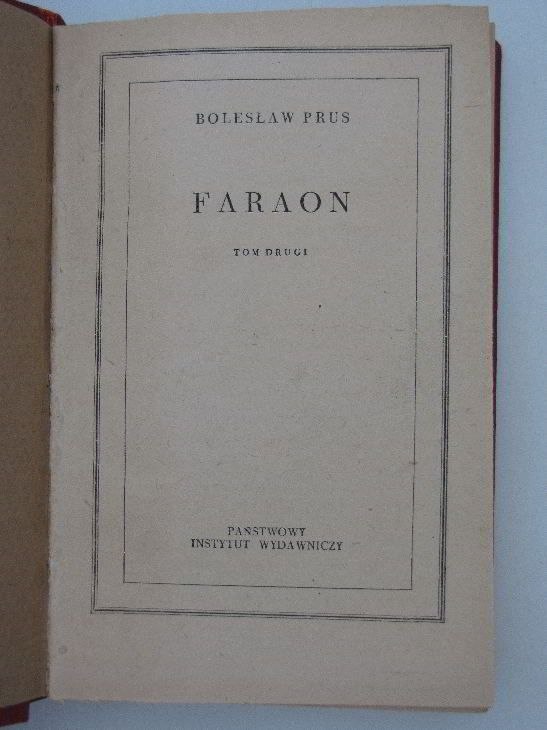 BOLESŁAW PRUS
FARAON
TOM DRUGI
PAŃSTWOWY
INSTYTUT WYDAWNICZY